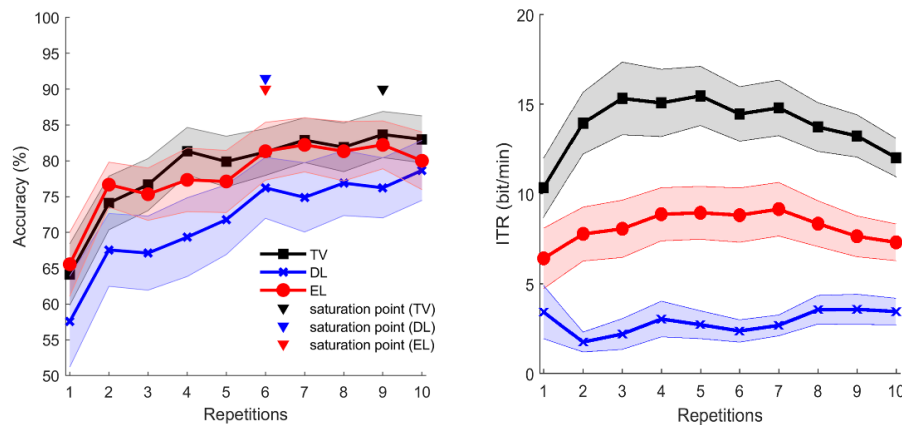 100
95
90
85
80
75
70
65
60
55
50
Accuracy (%)
1 2 3 4 5 6 7 8 9 10
Repetitions
TV
DL
EL
saturation point (TV)
saturation point (DL)
saturation point (EL)
20
15
10
5
0
ITR (bit/min)
1 2 3 4 5 6 7 8 9 10
Repetitions